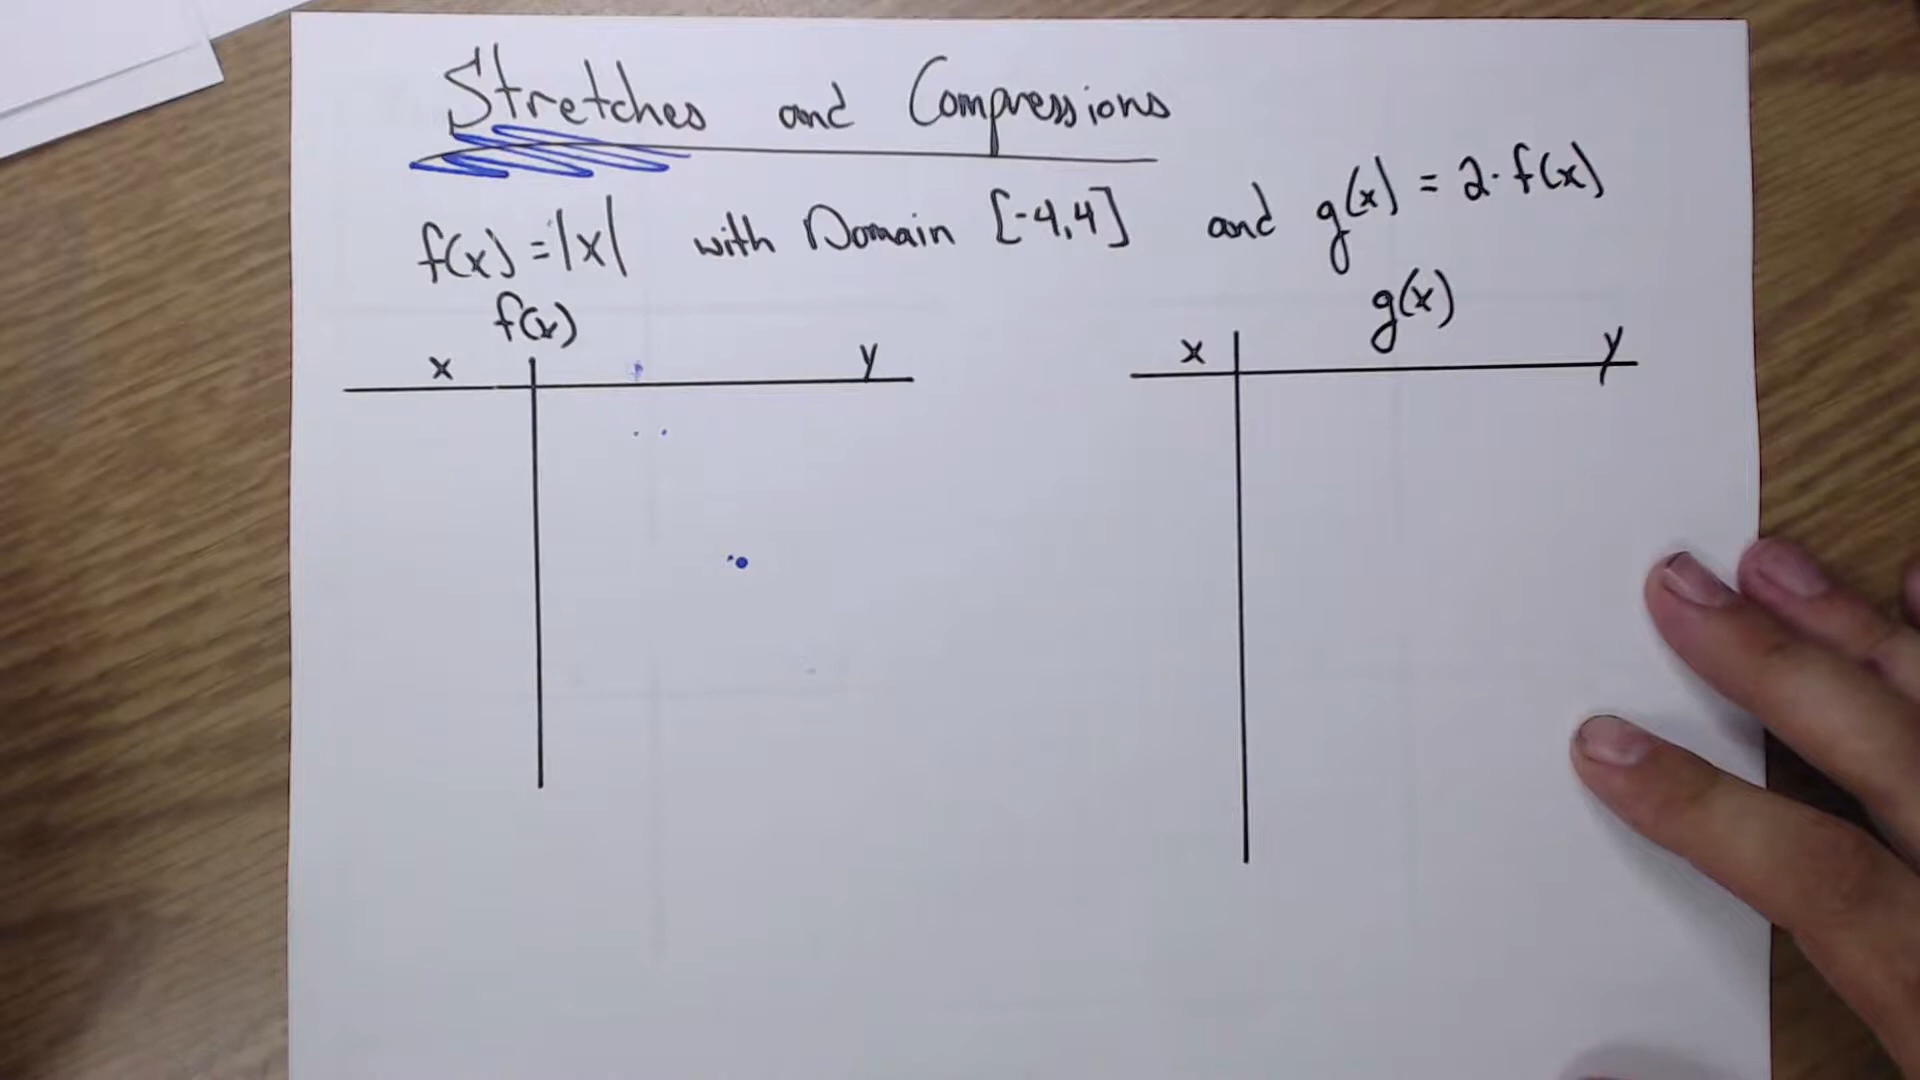 Stretches and Compressions
f(x) = |x| with Domain [-4,4] and g(x) = 2·f(x)
f(x) g(x)
x y x y